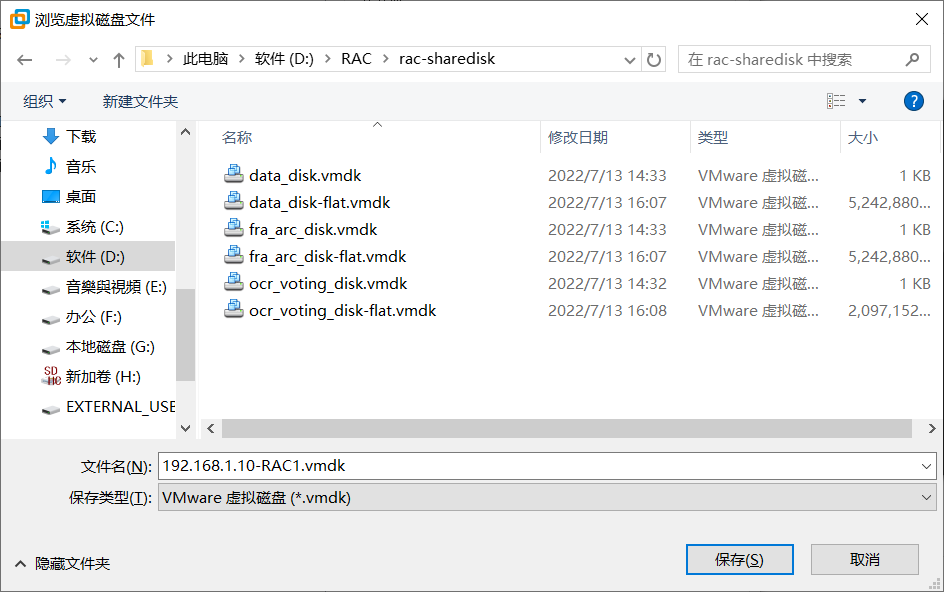 浏览虚拟磁盘文件
此电脑 软件 (D:) RAC rac-sharedisk 在 rac-sharedisk 中搜索
组织 新建文件夹 ?
名称 修改日期 类型 大小
下载
音乐
桌面
系统 (C:)
软件 (D:)
音樂與視頻 (E:)
办公 (F:)
本地磁盘 (G:)
新加卷 (H:)
EXTERNAL_USE
data_disk.vmdk 2022/7/13 14:33 VMware 虚拟磁... 1 KB
data_disk-flat.vmdk 2022/7/13 16:07 VMware 虚拟磁... 5,242,880...
fra_arc_disk.vmdk 2022/7/13 14:33 VMware 虚拟磁... 1 KB
fra_arc_disk-flat.vmdk 2022/7/13 16:07 VMware 虚拟磁... 5,242,880...
ocr_voting_disk.vmdk 2022/7/13 14:32 VMware 虚拟磁... 1 KB
ocr_voting_disk-flat.vmdk 2022/7/13 16:08 VMware 虚拟磁... 2,097,152...
文件名(N): 192.168.1.10-RAC1.vmdk
保存类型(T): VMware 虚拟磁盘 (*.vmdk)
隐藏文件夹 保存(S) 取消